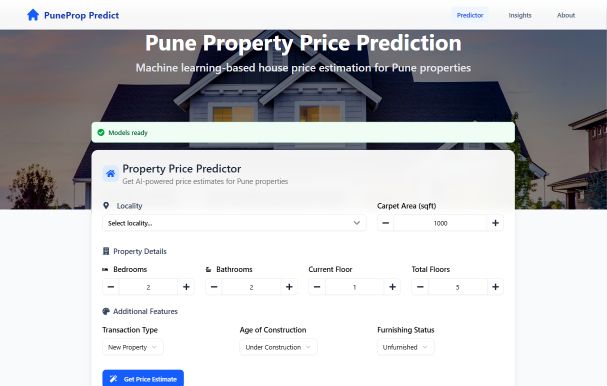 PuneProp Predict
Predictor Insights About
Pune Property Price Prediction
Machine learning-based house price estimation for Pune properties
Models ready
Property Price Predictor
Get AI-powered price estimates for Pune properties
Locality Carpet Area (sqft)
Select locality... − 1000 +
Property Details
Bedrooms Bathrooms Current Floor Total Floors
− 2 + − 2 + − 1 + − 5 +
Additional Features
Transaction Type Age of Construction Furnishing Status
New Property Under Construction Unfurnished
Get Price Estimate